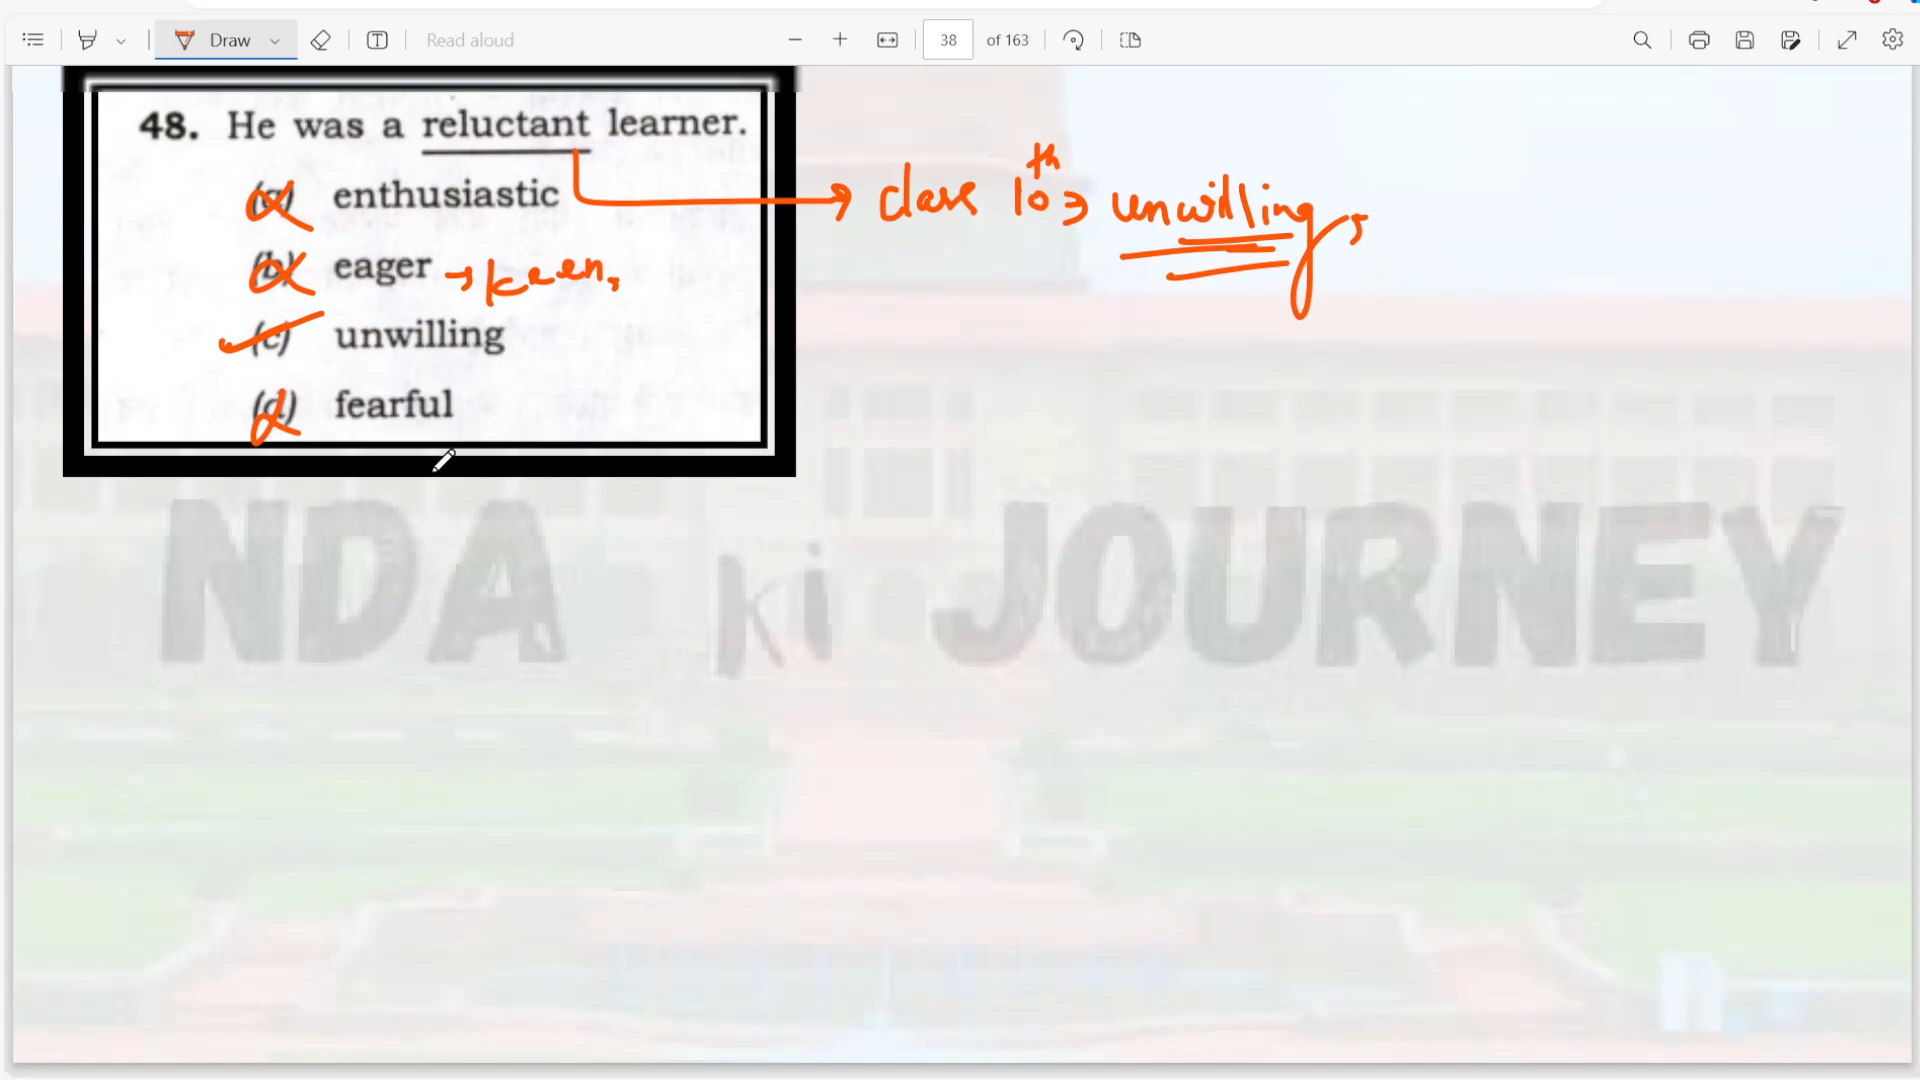 Draw
Read aloud
38 of 163
48. He was a reluctant learner.
(a) enthusiastic
class 10th unwilling,
(b) eager → keen,
(c) unwilling
(d) fearful
NDA ki JOURNEY